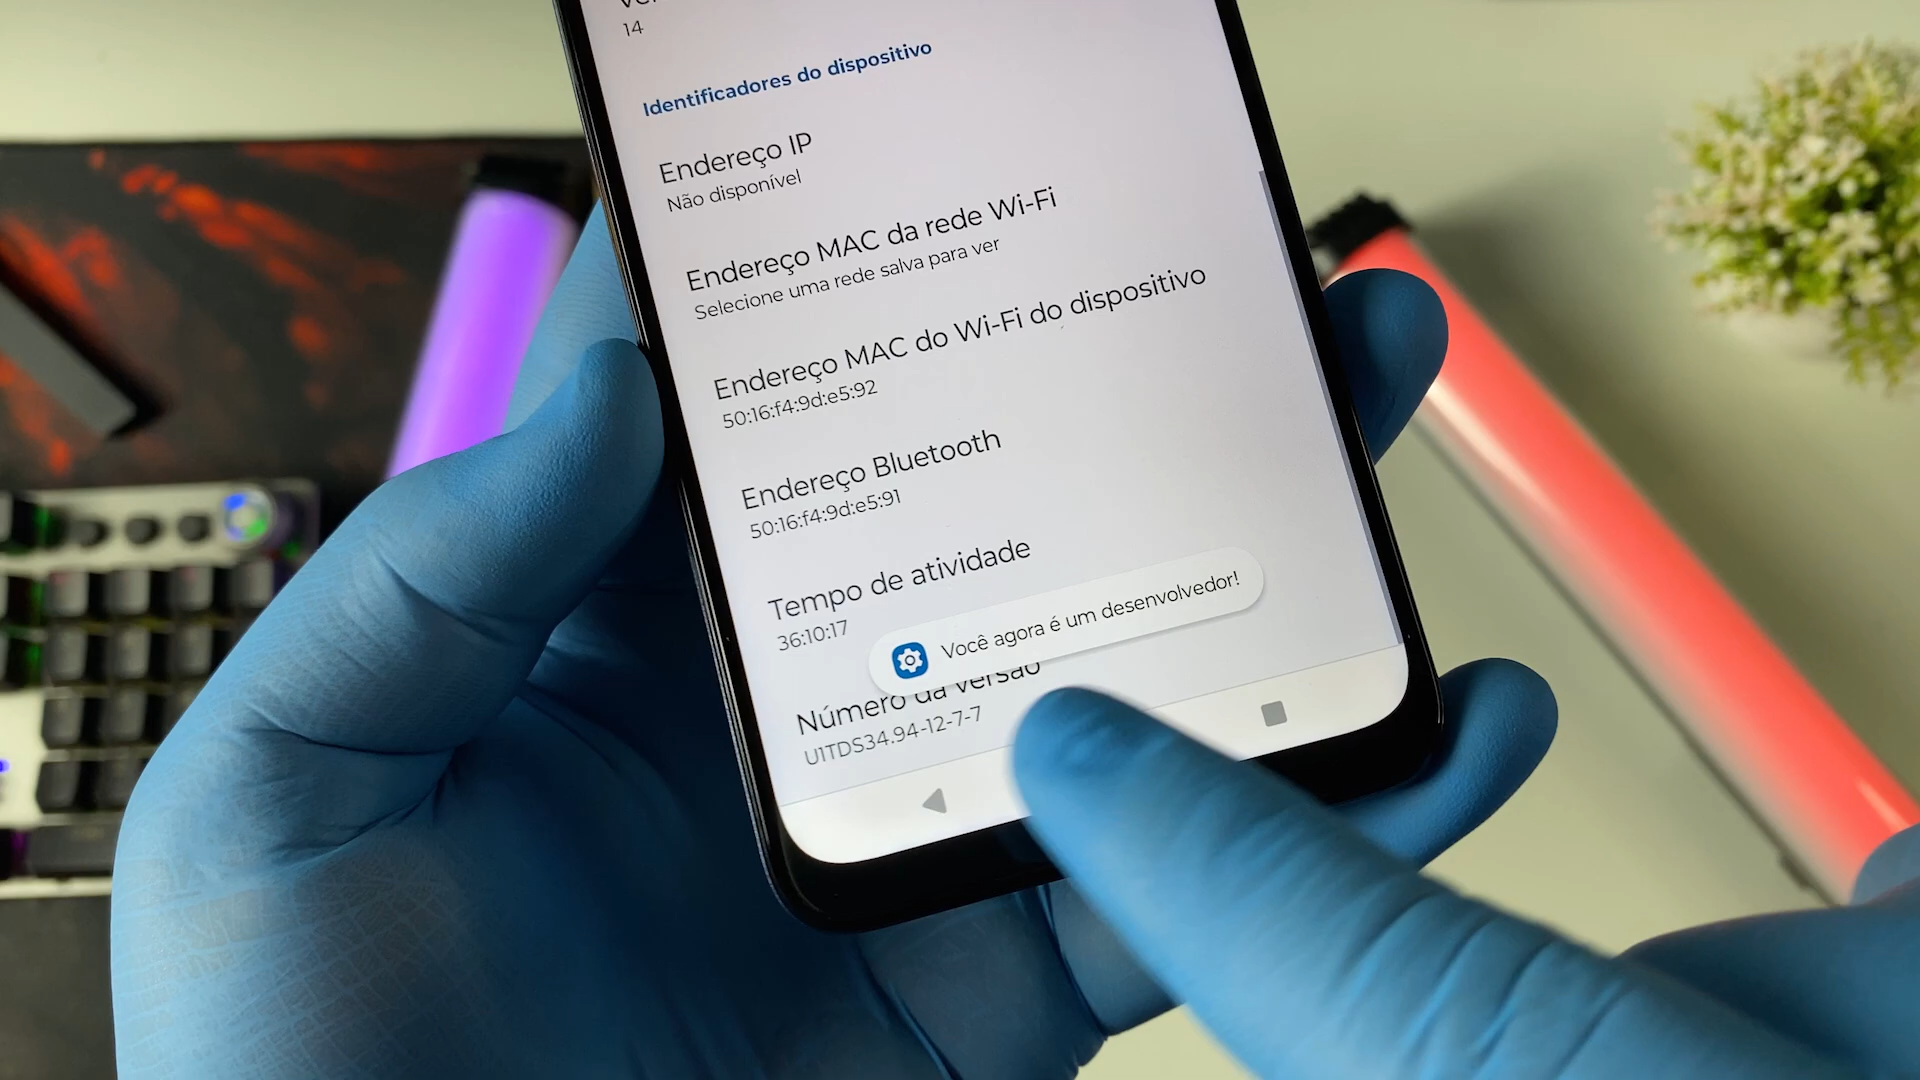 14
Identificadores do dispositivo
Endereço IP
Não disponível
Endereço MAC da rede Wi-Fi
Selecione uma rede salva para ver
Endereço MAC do Wi-Fi do dispositivo
50:16:f4:9d:e5:92
Endereço Bluetooth
50:16:f4:9d:e5:91
Tempo de atividade
36:10:17
Você agora é um desenvolvedor!
Número da versão
U1TDS34.94-12-7-7